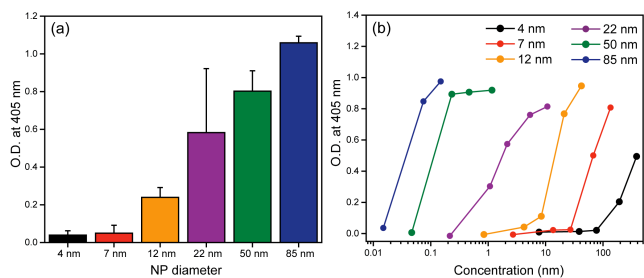 (a)
O.D. at 405 nm
1.2
1.0
0.8
0.6
0.4
0.2
0.0
4 nm 7 nm 12 nm 22 nm 50 nm 85 nm
NP diameter
(b)
4 nm 22 nm
7 nm 50 nm
12 nm 85 nm
O.D. at 405 nm
1.4
1.2
1.0
0.8
0.6
0.4
0.2
0.0
0.01 0.1 1 10 100
Concentration (nm)